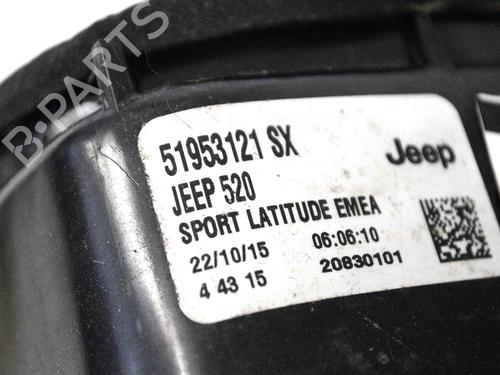 B-PARTS
51953121 SX
Jeep
JEEP 520
SPORT LATITUDE EMEA
22/10/15 06:06:10
4 43 15 20830101